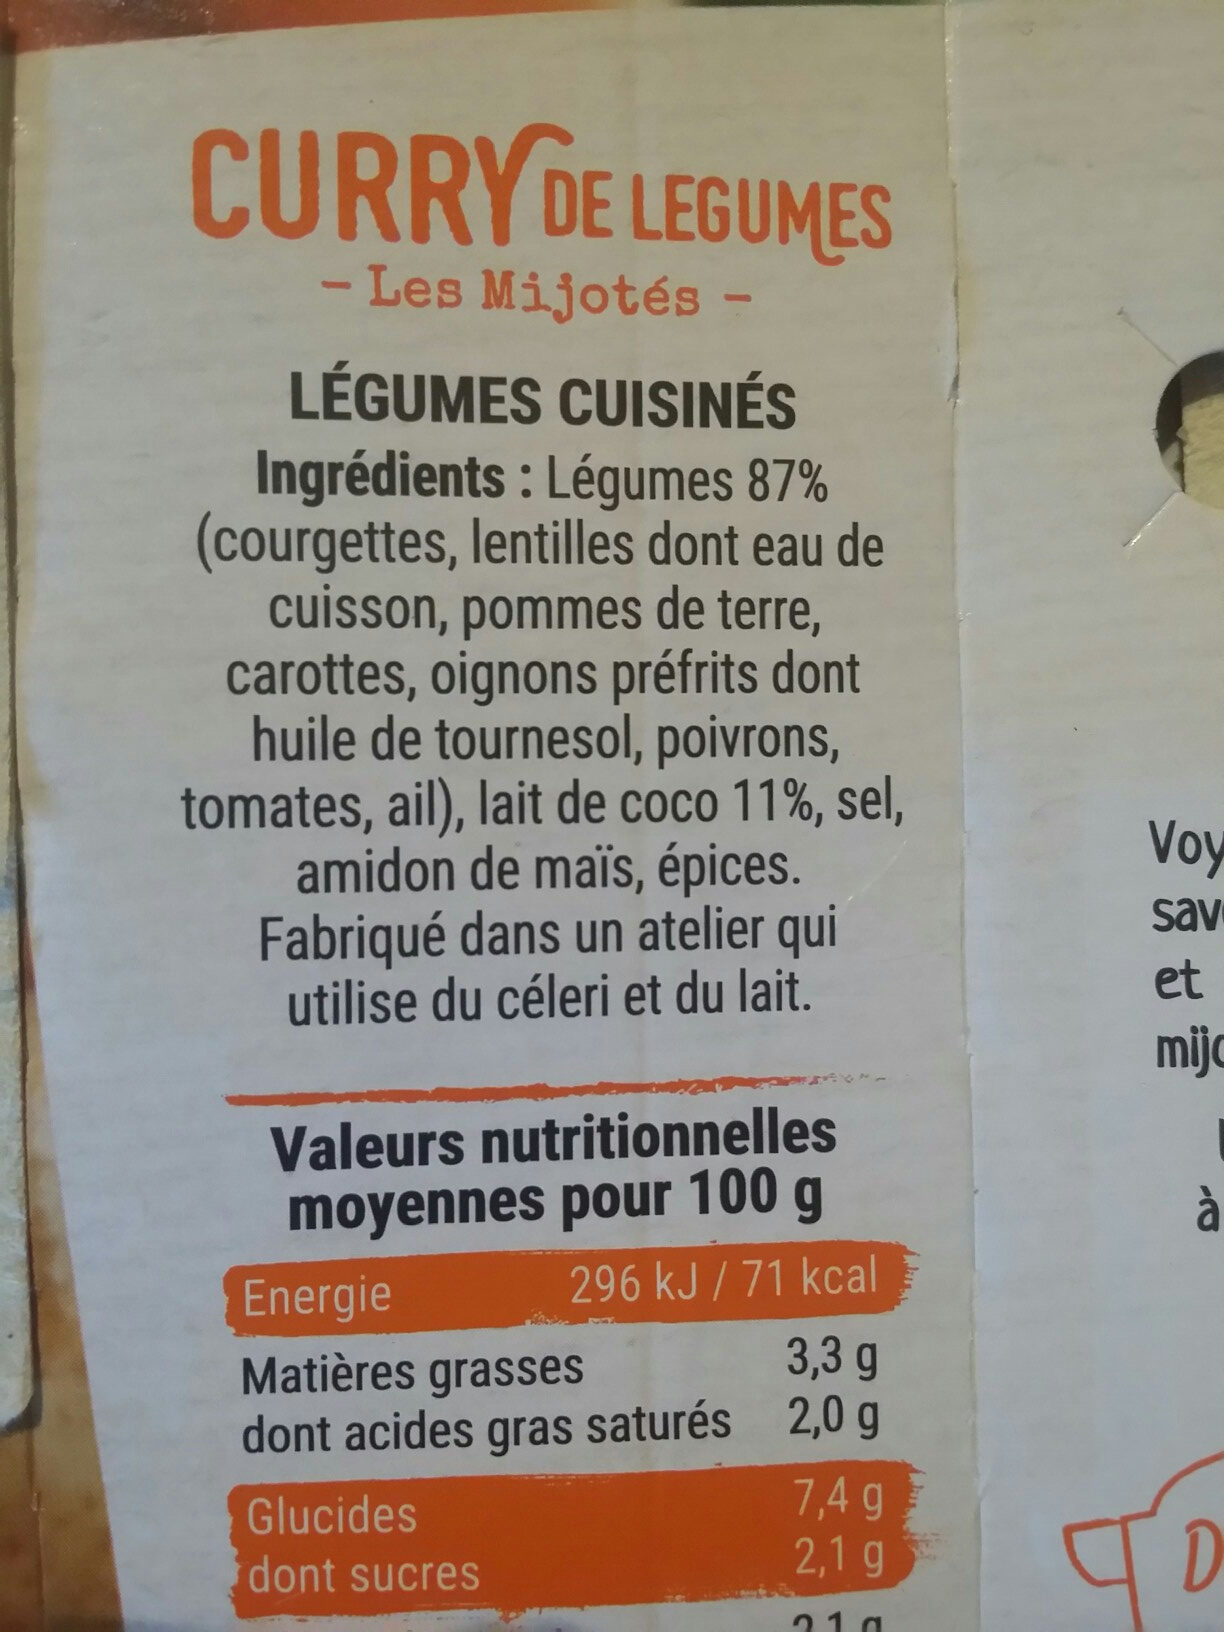 CURRY DE LEGUMES
- Les Mijotés -
LÉGUMES CUISINÉS
Ingrédients : Légumes 87%
(courgettes, lentilles dont eau de
cuisson, pommes de terre,
carottes, oignons préfrits dont
huile de tournesol, poivrons,
tomates, ail), lait de coco 11%, sel,
amidon de maïs, épices.
Fabriqué dans un atelier qui
utilise du céleri et du lait.
Valeurs nutritionnelles
moyennes pour 100 g
Energie 296 kJ / 71 kcal
Matières grasses 3,3 g
dont acides gras saturés 2,0 g
Glucides 7,4 g
dont sucres 2,1 g
et
à